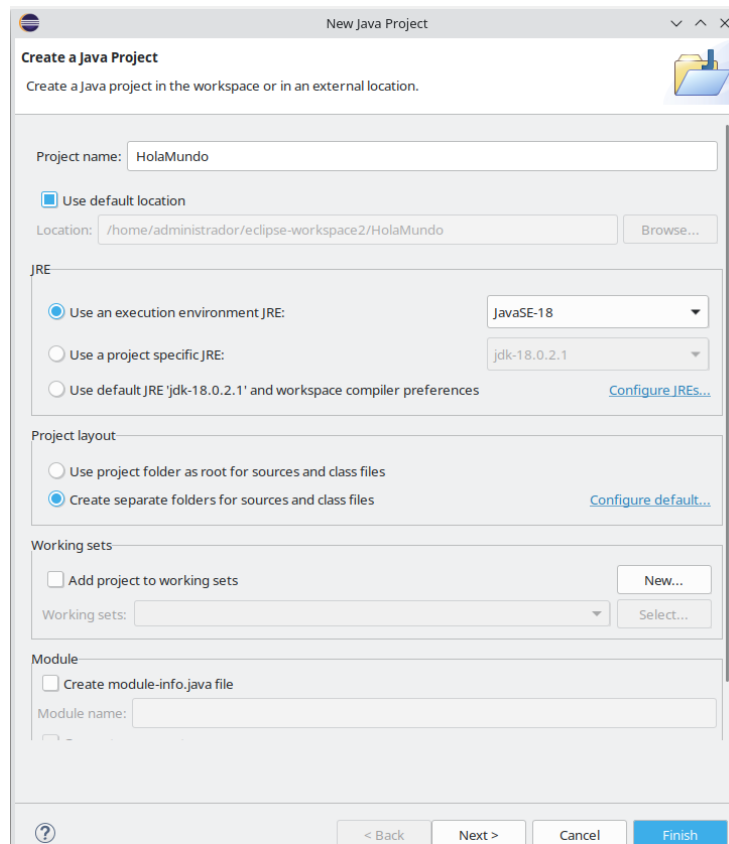 New Java Project
Create a Java Project
Create a Java project in the workspace or in an external location.
Project name: HolaMundo
Use default location
Location: /home/administrador/eclipse-workspace2/HolaMundo Browse...
JRE
Use an execution environment JRE: JavaSE-18
Use a project specific JRE: jdk-18.0.2.1
Use default JRE 'jdk-18.0.2.1' and workspace compiler preferences Configure JREs...
Project layout
Use project folder as root for sources and class files
Create separate folders for sources and class files Configure default...
Working sets
Add project to working sets New...
Working sets: Select...
Module
Create module-info.java file
Module name:
? < Back Next > Cancel Finish